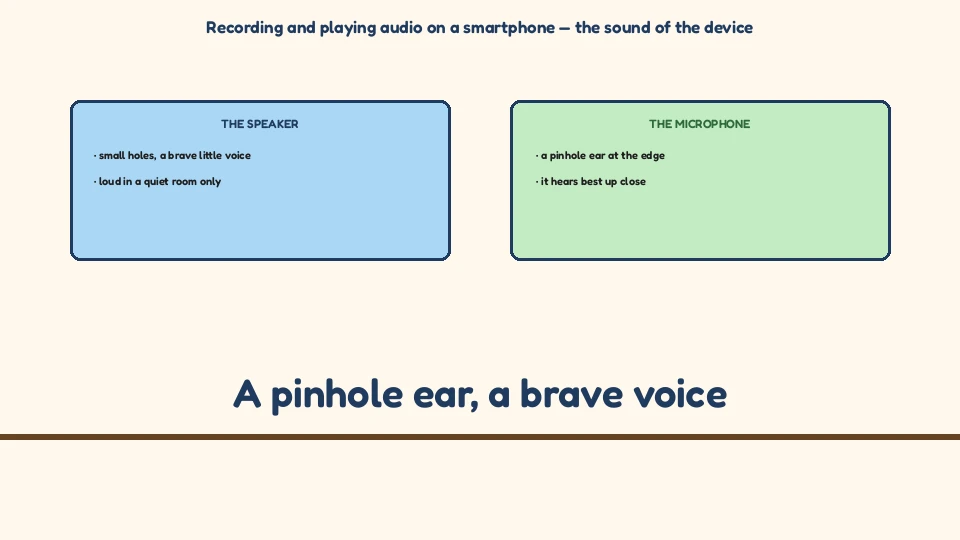 Recording and playing audio on a smartphone — the sound of the device
THE SPEAKER
· small holes, a brave little voice
· loud in a quiet room only
THE MICROPHONE
· a pinhole ear at the edge
· it hears best up close
A pinhole ear, a brave voice